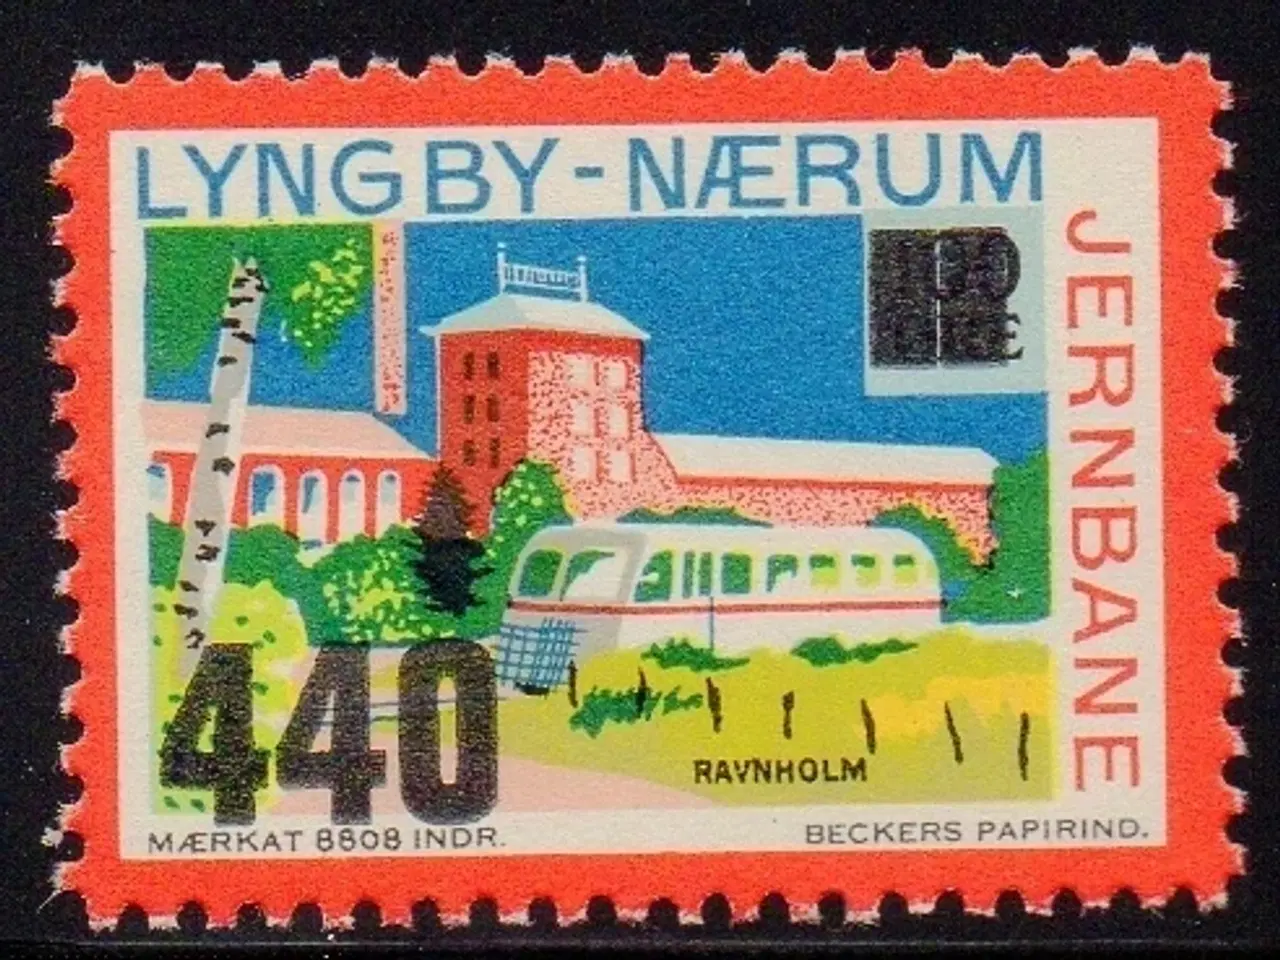 LYNGBY-NÆRUM
JERNBANE
440
RAVNHOLM
MÆRKAT 8808 INDR.
BECKERS PAPIRIND.